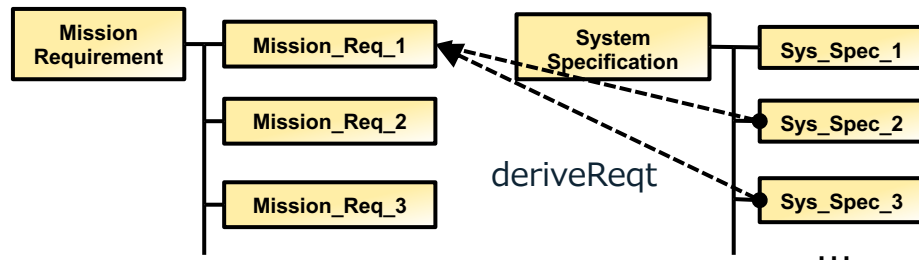 Mission
Requirement
Mission_Req_1
Mission_Req_2
Mission_Req_3
System
Specification
Sys_Spec_1
Sys_Spec_2
Sys_Spec_3
deriveReqt
...